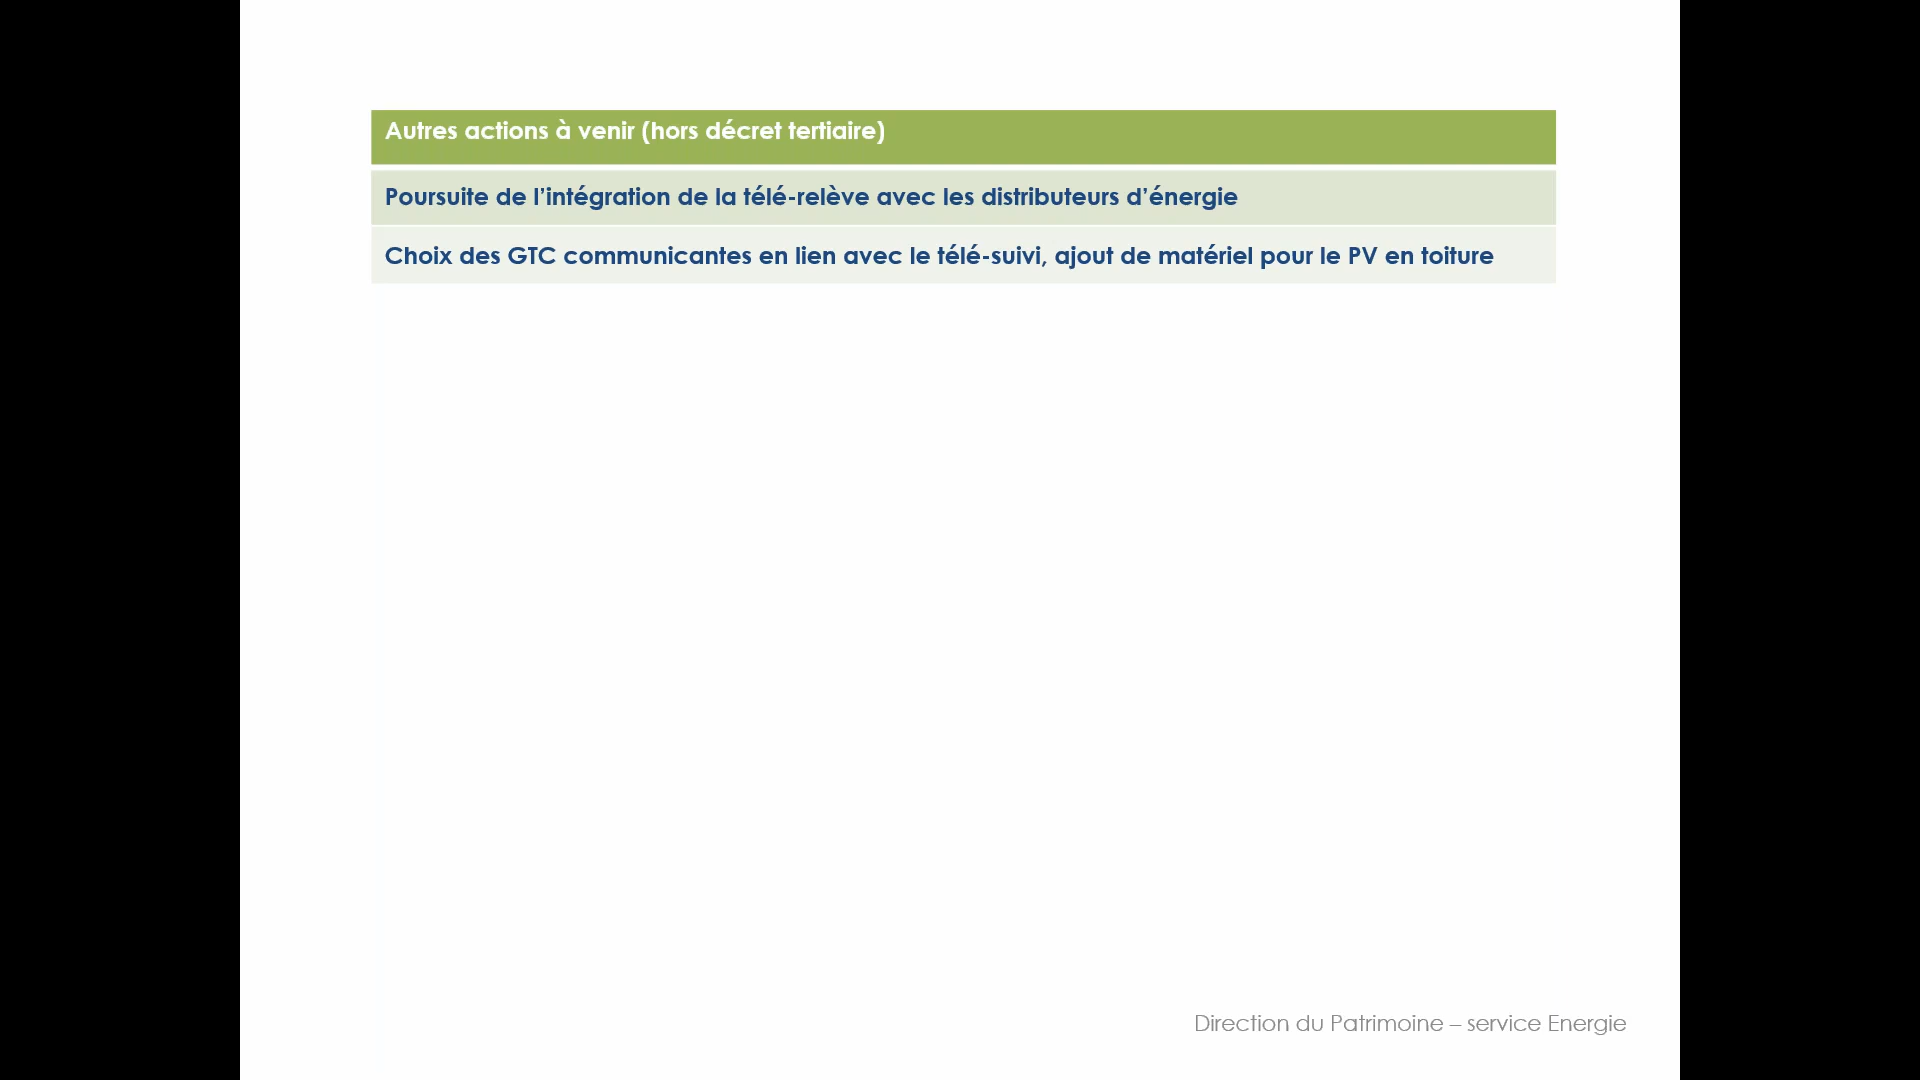 Autres actions à venir (hors décret tertiaire)
Poursuite de l’intégration de la télé-relève avec les distributeurs d’énergie
Choix des GTC communicantes en lien avec le télé-suivi, ajout de matériel pour le PV en toiture
Direction du Patrimoine – service Energie